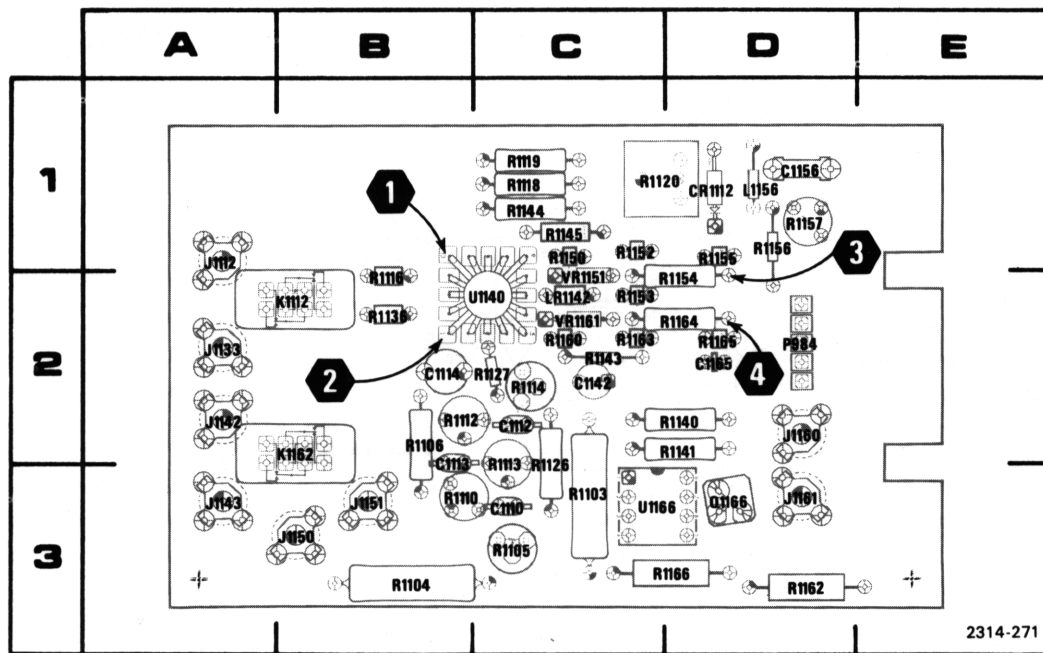 A B C D E
1
R1119
C1156
1
R1118
R1120
CR1112
L1156
R1144
R1157
R1145
R1152
R1156
3
J1112
R1150
R1155
R1116
VR1151
R1154
K1112
U1140
LR1142
R1153
R1136
VR1161
R1164
J1133
R1160
R1163
R1165
P984
2
2
R1143
C1165
4
C1114
R1127
R1114
C1142
J1142
R1112
C1112
R1140
J1160
K1162
R1106
R1141
C1113
R1113
R1126
J1143
J1151
R1110
R1103
Q1166
J1161
C1110
U1166
J1150
R1105
3
R1104
R1166
R1162
2314-271